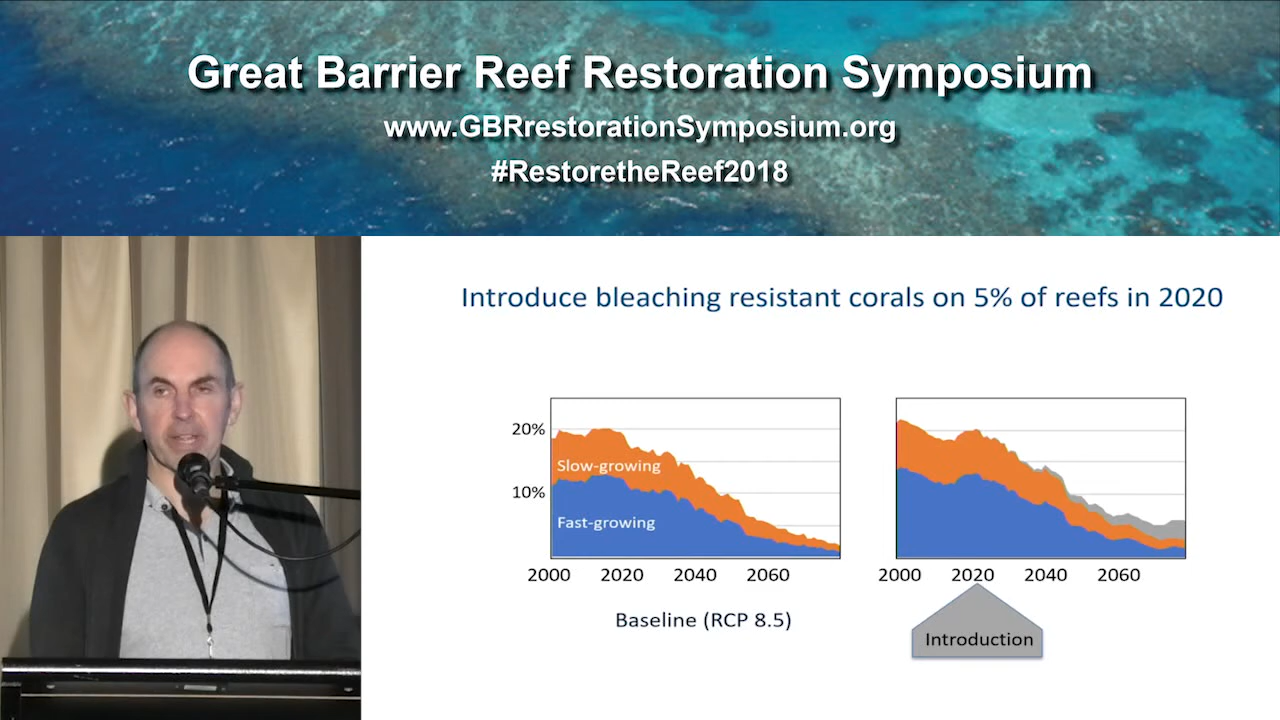 Great Barrier Reef Restoration Symposium
www.GBRrestorationSymposium.org
#RestoretheReef2018
Introduce bleaching resistant corals on 5% of reefs in 2020
20%
10%
Slow-growing
Fast-growing
2000 2020 2040 2060
2000 2020 2040 2060
Baseline (RCP 8.5)
Introduction